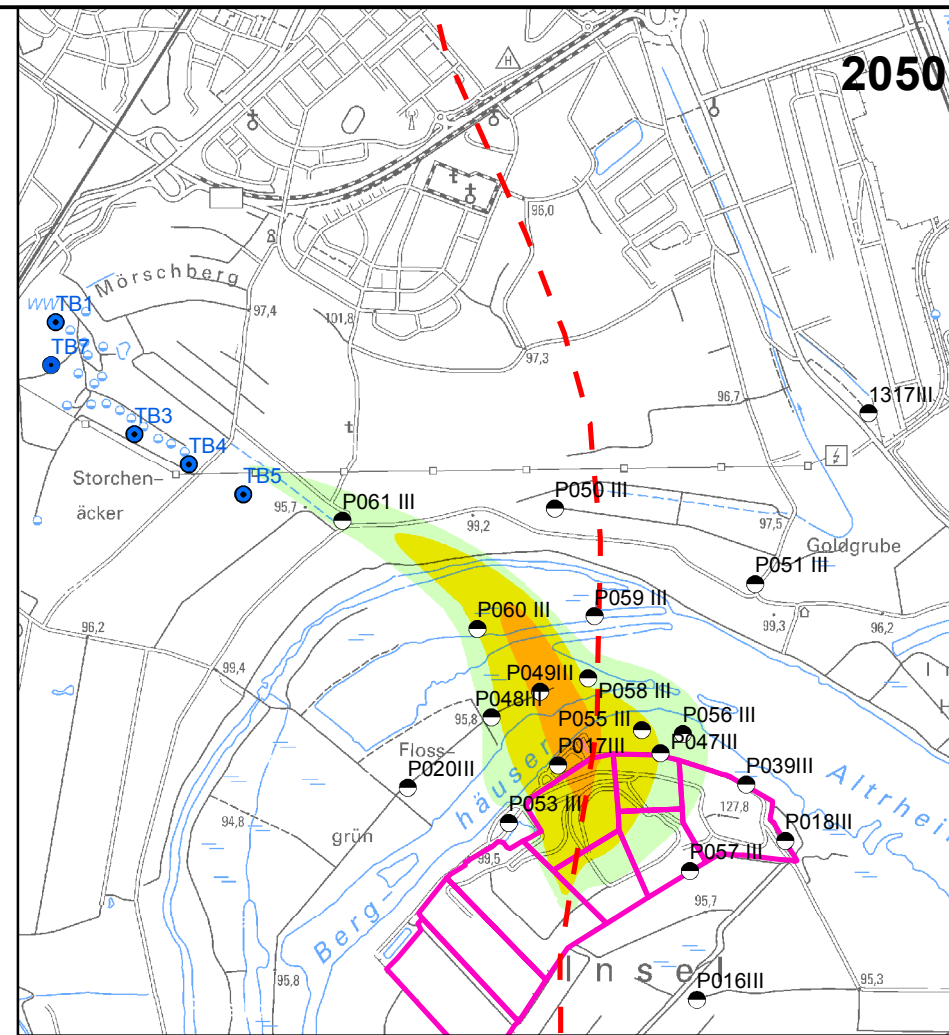 2050
H
96,0
Mörschberg
WW
TB1
97,4
101,8
TB7
97,3
96,7
1317III
TB3
TB4
Storchen-
äcker
TB5
95,7
P061 III
99,2
P050 III
97,5
Goldgrube
P051 III
P059 III
99,3
96,2
96,2
P060 III
99,4
P049III
P058 III
P048III
95,8
P055 III
P056 III
P047III
Floss-
P020III
P017III
P039III
Altrhein
127,8
P053 III
94,8
grün
P018III
99,5
P057 III
Berg-
häuser
95,7
95,8
Insel
P016III
95,3